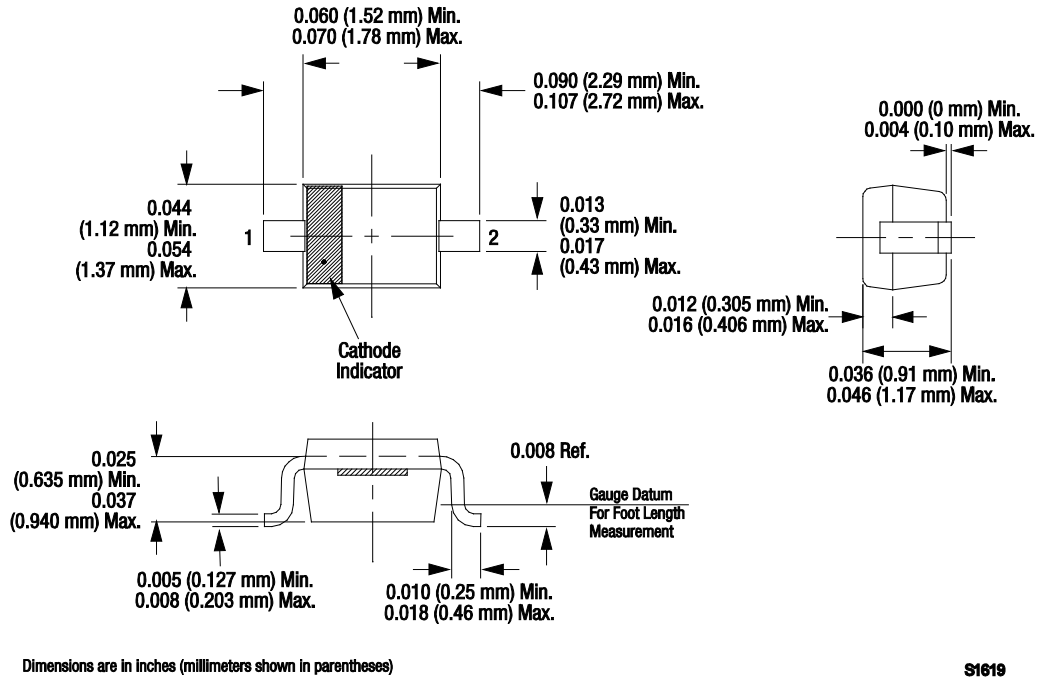 0.060 (1.52 mm) Min.
0.070 (1.78 mm) Max.
0.090 (2.29 mm) Min.
0.107 (2.72 mm) Max.
0.000 (0 mm) Min.
0.004 (0.10 mm) Max.
0.044
(1.12 mm) Min.
0.054
(1.37 mm) Max.
1
2
0.013
(0.33 mm) Min.
0.017
(0.43 mm) Max.
0.012 (0.305 mm) Min.
0.016 (0.406 mm) Max.
Cathode
Indicator
0.036 (0.91 mm) Min.
0.046 (1.17 mm) Max.
0.025
(0.635 mm) Min.
0.037
(0.940 mm) Max.
0.008 Ref.
Gauge Datum
For Foot Length
Measurement
0.005 (0.127 mm) Min.
0.008 (0.203 mm) Max.
0.010 (0.25 mm) Min.
0.018 (0.46 mm) Max.
Dimensions are in inches (millimeters shown in parentheses)
S1619